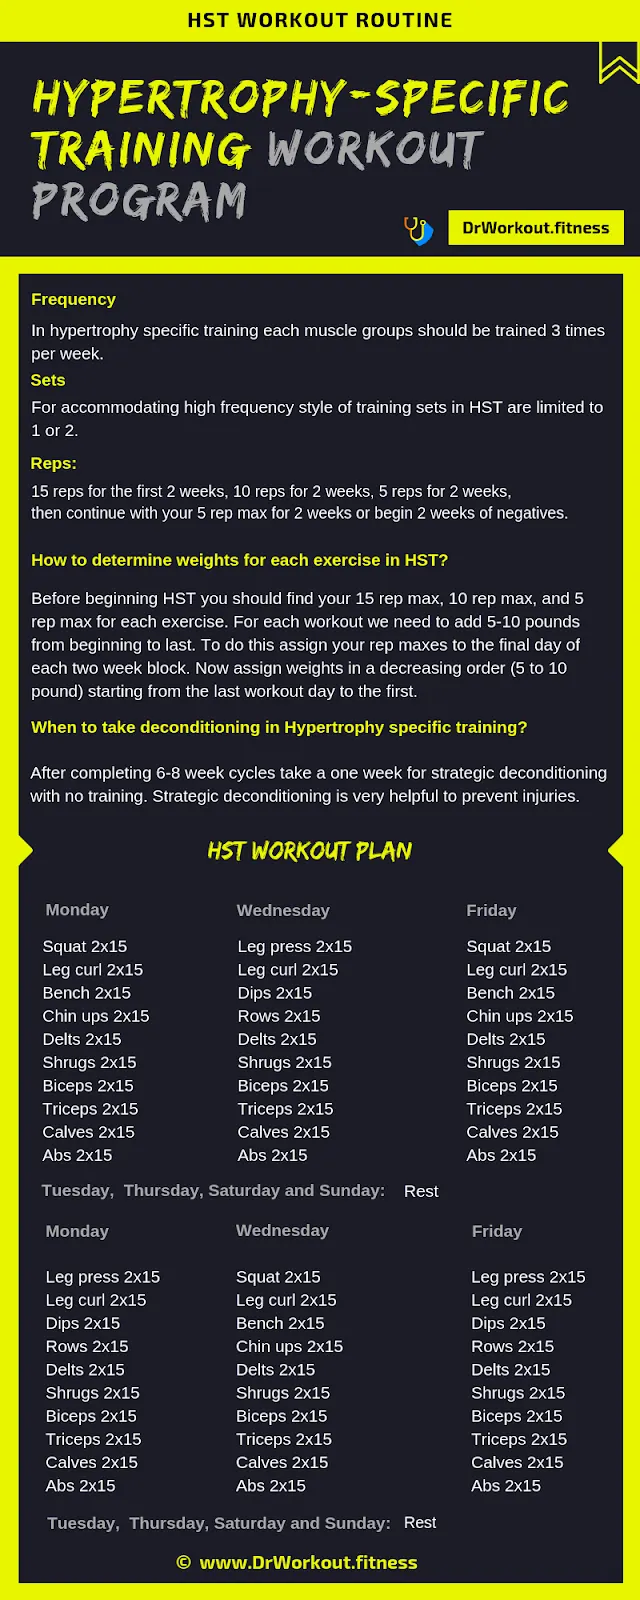 HST WORKOUT ROUTINE
HYPERTROPHY-SPECIFIC
TRAINING WORKOUT
PROGRAM
DrWorkout.fitness
Frequency
In hypertrophy specific training each muscle groups should be trained 3 times
per week.
Sets
For accommodating high frequency style of training sets in HST are limited to
1 or 2.
Reps:
15 reps for the first 2 weeks, 10 reps for 2 weeks, 5 reps for 2 weeks,
then continue with your 5 rep max for 2 weeks or begin 2 weeks of negatives.
How to determine weights for each exercise in HST?
Before beginning HST you should find your 15 rep max, 10 rep max, and 5
rep max for each exercise. For each workout we need to add 5-10 pounds
from beginning to last. To do this assign your rep maxes to the final day of
each two week block. Now assign weights in a decreasing order (5 to 10
pound) starting from the last workout day to the first.
When to take deconditioning in Hypertrophy specific training?
After completing 6-8 week cycles take a one week for strategic deconditioning
with no training. Strategic deconditioning is very helpful to prevent injuries.
HST WORKOUT PLAN
Monday
Squat 2x15
Leg curl 2x15
Bench 2x15
Chin ups 2x15
Delts 2x15
Shrugs 2x15
Biceps 2x15
Triceps 2x15
Calves 2x15
Abs 2x15
Wednesday
Leg press 2x15
Leg curl 2x15
Dips 2x15
Rows 2x15
Delts 2x15
Shrugs 2x15
Biceps 2x15
Triceps 2x15
Calves 2x15
Abs 2x15
Friday
Squat 2x15
Leg curl 2x15
Bench 2x15
Chin ups 2x15
Delts 2x15
Shrugs 2x15
Biceps 2x15
Triceps 2x15
Calves 2x15
Abs 2x15
Tuesday, Thursday, Saturday and Sunday: Rest
Monday
Leg press 2x15
Leg curl 2x15
Dips 2x15
Rows 2x15
Delts 2x15
Shrugs 2x15
Biceps 2x15
Triceps 2x15
Calves 2x15
Abs 2x15
Wednesday
Squat 2x15
Leg curl 2x15
Bench 2x15
Chin ups 2x15
Delts 2x15
Shrugs 2x15
Biceps 2x15
Triceps 2x15
Calves 2x15
Abs 2x15
Friday
Leg press 2x15
Leg curl 2x15
Dips 2x15
Rows 2x15
Delts 2x15
Shrugs 2x15
Biceps 2x15
Triceps 2x15
Calves 2x15
Abs 2x15
Tuesday, Thursday, Saturday and Sunday: Rest
© www.DrWorkout.fitness